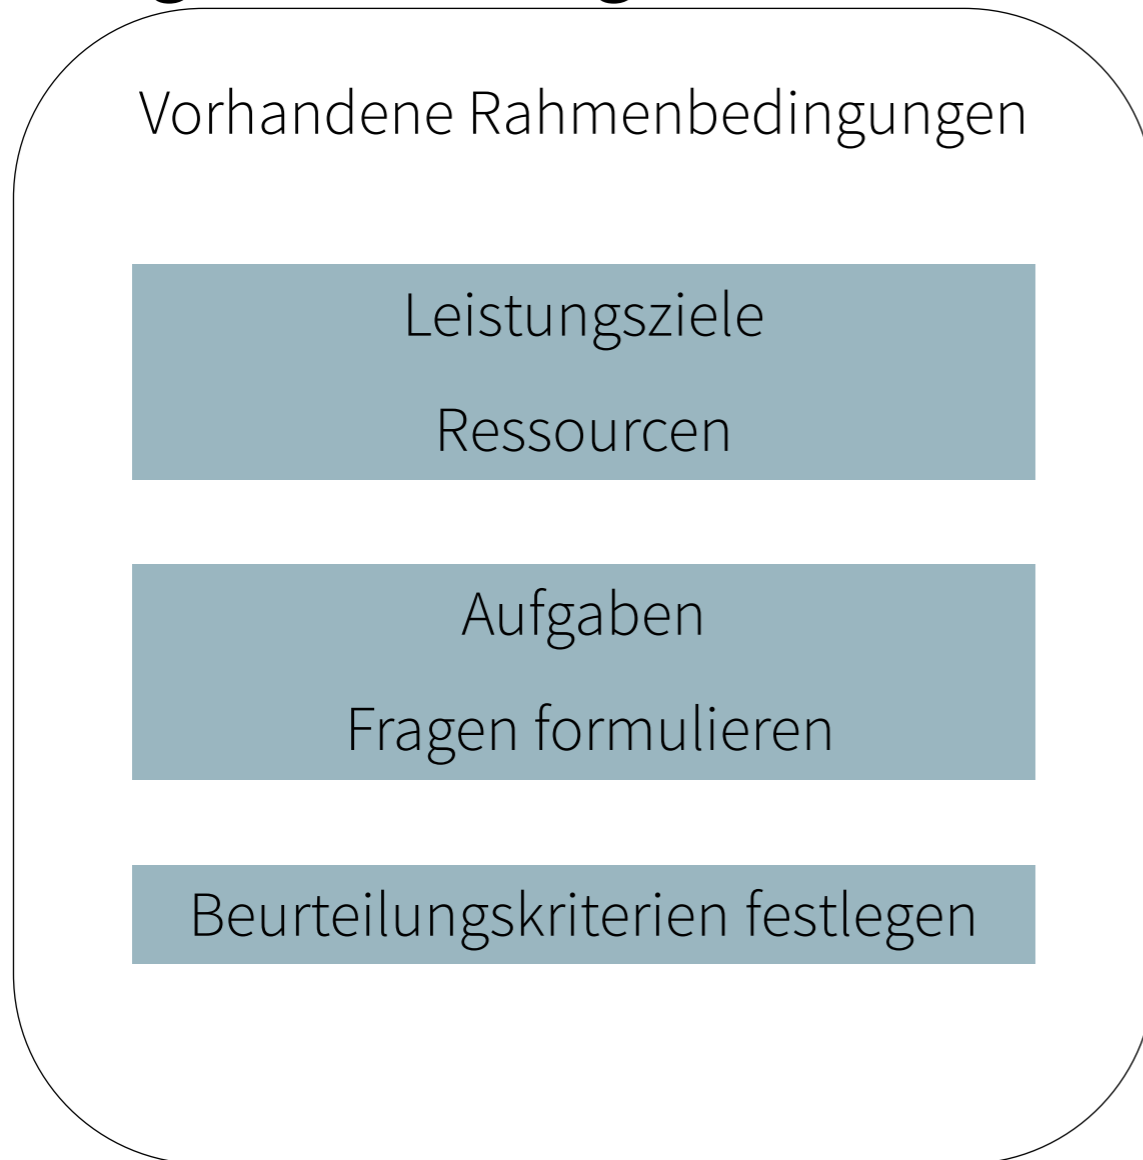 Vorhandene Rahmenbedingungen
Leistungsziele
Ressourcen
Aufgaben
Fragen formulieren
Beurteilungskriterien festlegen